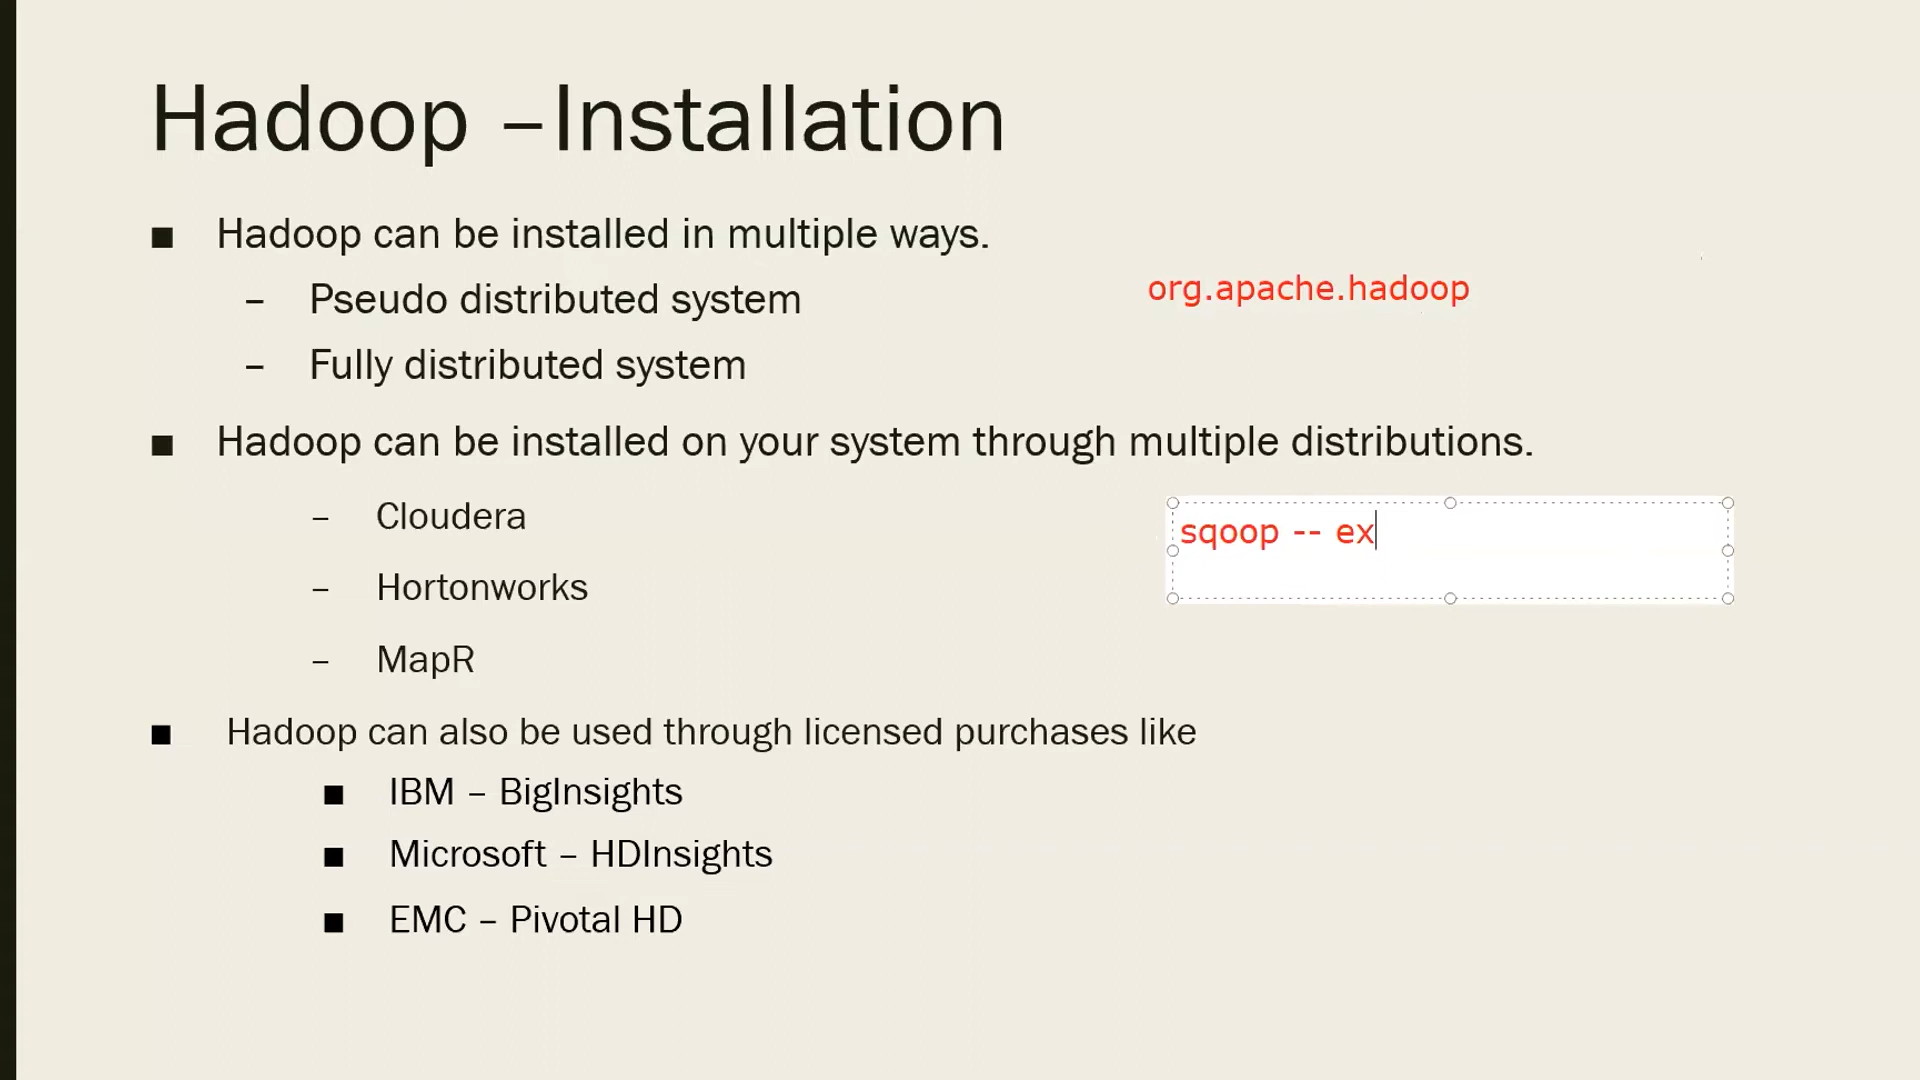 Hadoop –Installation
■ Hadoop can be installed in multiple ways.
– Pseudo distributed system
org.apache.hadoop
– Fully distributed system
■ Hadoop can be installed on your system through multiple distributions.
– Cloudera
sqoop -- ex
– Hortonworks
– MapR
■ Hadoop can also be used through licensed purchases like
■ IBM – BigInsights
■ Microsoft – HDInsights
■ EMC – Pivotal HD